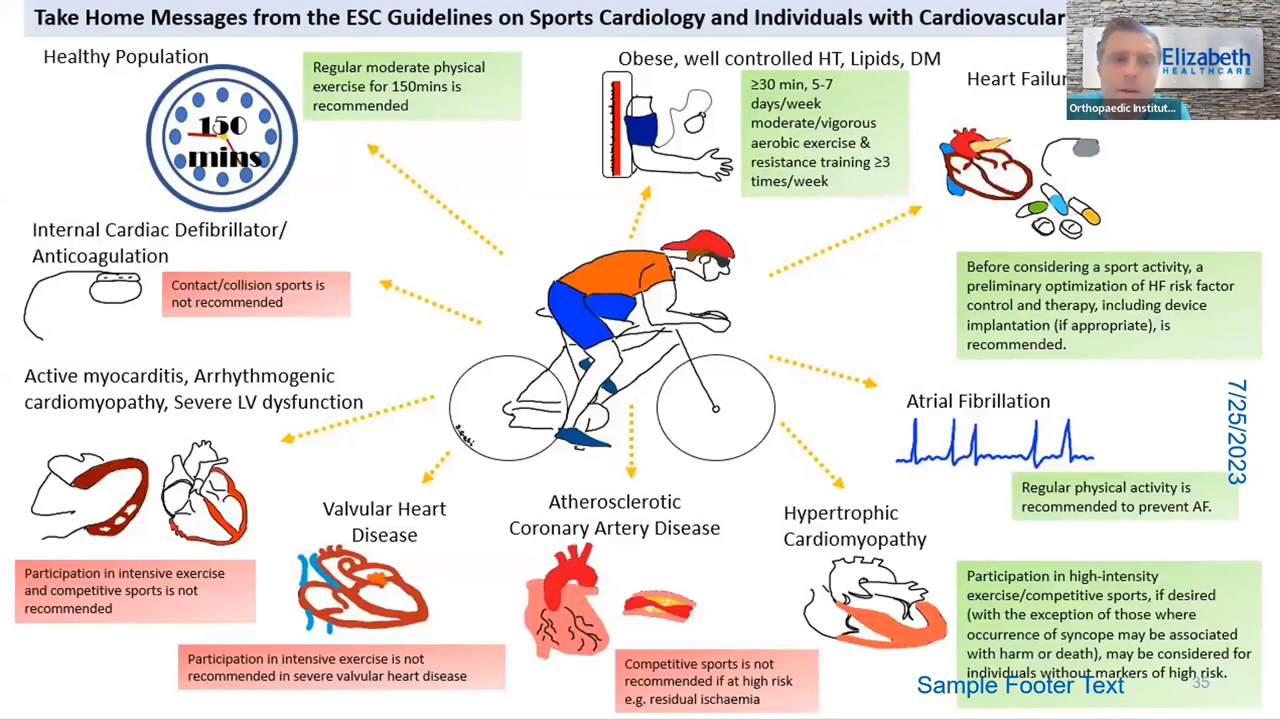 Take Home Messages from the ESC Guidelines on Sports Cardiology and Individuals with Cardiovascular
Elizabeth
HEALTHCARE
Orthopaedic Institut...
Healthy Population
150
mins
Regular moderate physical
exercise for 150mins is
recommended
Obese, well controlled HT, Lipids, DM
≥30 min, 5-7
days/week
moderate/vigorous
aerobic exercise &
resistance training ≥3
times/week
Heart Failur
Before considering a sport activity, a
preliminary optimization of HF risk factor
control and therapy, including device
implantation (if appropriate), is
recommended.
Internal Cardiac Defibrillator/
Anticoagulation
Contact/collision sports is
not recommended
Active myocarditis, Arrhythmogenic
cardiomyopathy, Severe LV dysfunction
Participation in intensive exercise
and competitive sports is not
recommended
Valvular Heart
Disease
Participation in intensive exercise is not
recommended in severe valvular heart disease
Atherosclerotic
Coronary Artery Disease
Competitive sports is not
recommended if at high risk
e.g. residual ischaemia
Hypertrophic
Cardiomyopathy
Participation in high-intensity
exercise/competitive sports, if desired
(with the exception of those where
occurrence of syncope may be associated
with harm or death), may be considered for
individuals without markers of high risk.
Atrial Fibrillation
Regular physical activity is
recommended to prevent AF.
7/25/2023
Sample Footer Text
35